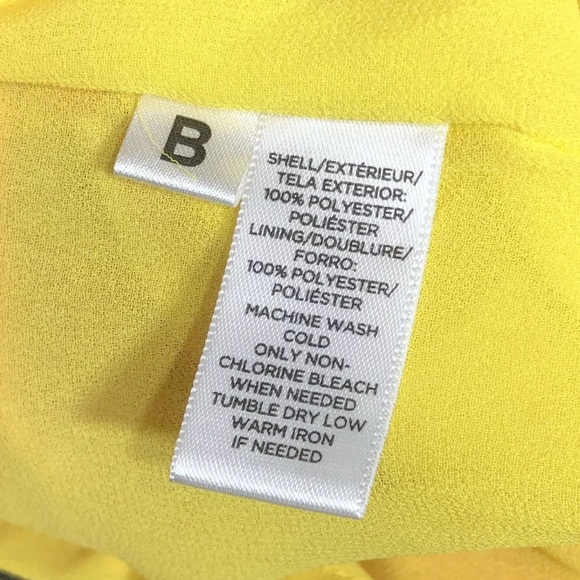 B
SHELL/EXTÉRIEUR/
TELA EXTERIOR:
100% POLYESTER/
POLIÉSTER
LINING/DOUBLURE/
FORRO:
100% POLYESTER/
POLIÉSTER
MACHINE WASH
COLD
ONLY NON-
CHLORINE BLEACH
WHEN NEEDED
TUMBLE DRY LOW
WARM IRON
IF NEEDED